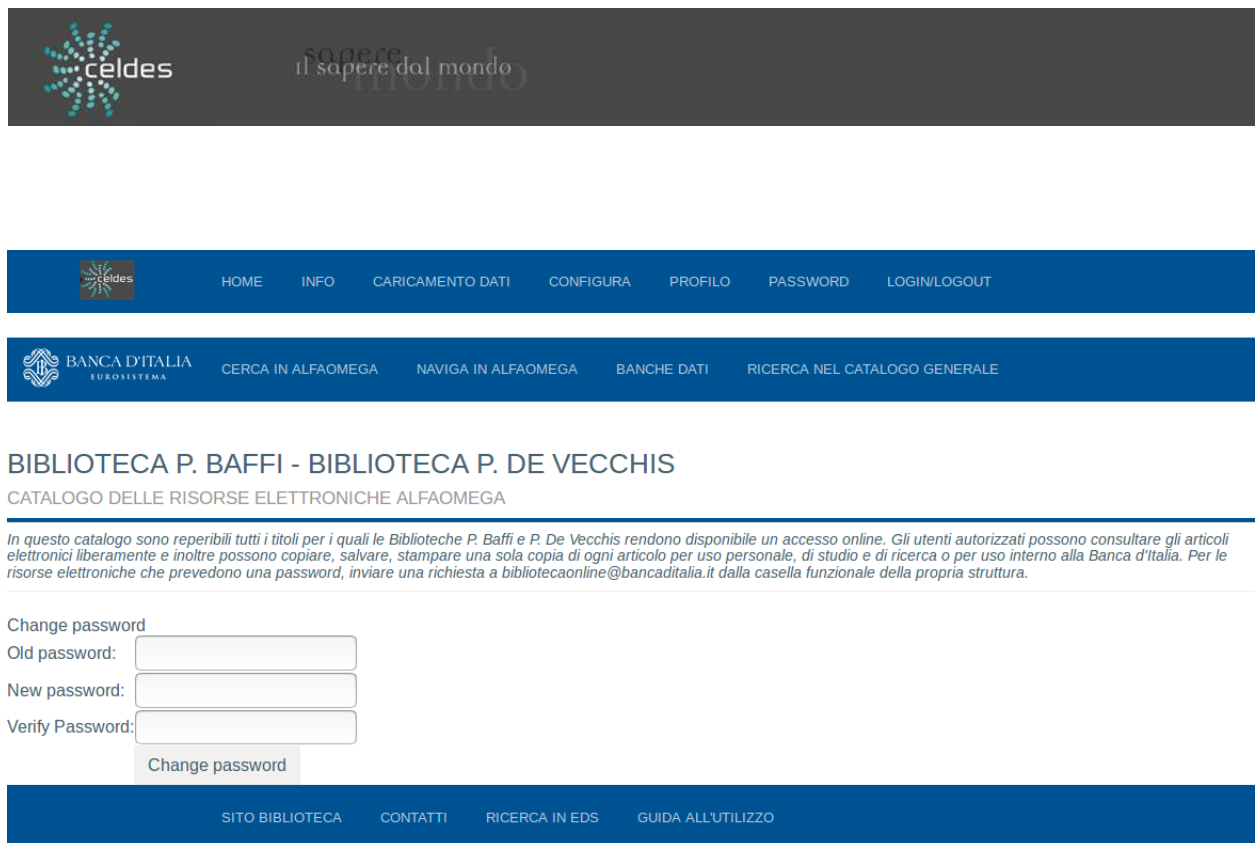 celdes
sapere
il sapere dal mondo
mondo
celdes
HOME INFO CARICAMENTO DATI CONFIGURA PROFILO PASSWORD LOGIN/LOGOUT
BANCA D'ITALIA
EUROSISTEMA
CERCA IN ALFAOMEGA NAVIGA IN ALFAOMEGA BANCHE DATI RICERCA NEL CATALOGO GENERALE
BIBLIOTECA P. BAFFI - BIBLIOTECA P. DE VECCHIS
CATALOGO DELLE RISORSE ELETTRONICHE ALFAOMEGA
In questo catalogo sono reperibili tutti i titoli per i quali le Biblioteche P. Baffi e P. De Vecchis rendono disponibile un accesso online. Gli utenti autorizzati possono consultare gli articoli
elettronici liberamente e inoltre possono copiare, salvare, stampare una sola copia di ogni articolo per uso personale, di studio e di ricerca o per uso interno alla Banca d'Italia. Per le
risorse elettroniche che prevedono una password, inviare una richiesta a bibliotecaonline@bancaditalia.it dalla casella funzionale della propria struttura.
Change password
Old password:
New password:
Verify Password:
Change password
SITO BIBLIOTECA CONTATTI RICERCA IN EDS GUIDA ALL'UTILIZZO